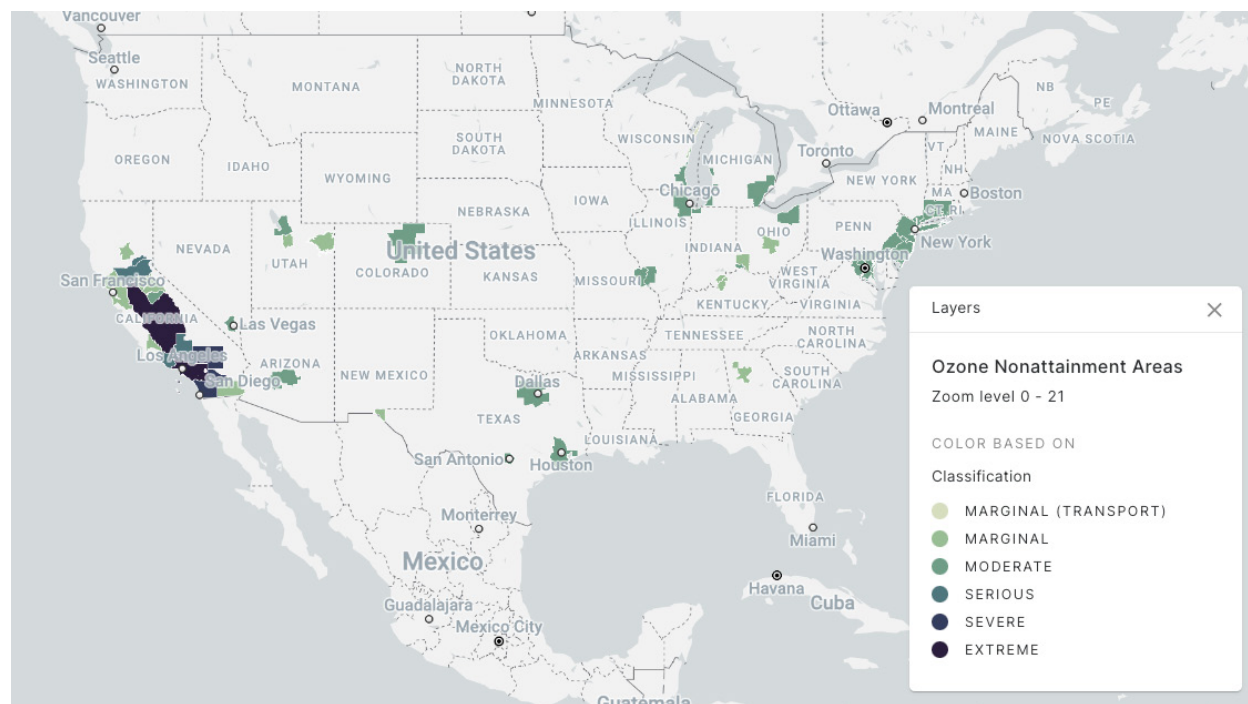 Vancouver
Seattle
WASHINGTON
MONTANA
NORTH
DAKOTA
MINNESOTA
Ottawa
Montreal
NB
PE
NOVA SCOTIA
MAINE
OREGON
IDAHO
WYOMING
SOUTH
DAKOTA
WISCONSIN
MICHIGAN
Toronto
VT
NH
NEW YORK
MA
Boston
CT
RI
NEVADA
UTAH
COLORADO
NEBRASKA
IOWA
Chicago
ILLINOIS
INDIANA
OHIO
PENN
New York
United States
KANSAS
MISSOURI
WEST
VIRGINIA
Washington
KENTUCKY
VIRGINIA
San Francisco
CALIFORNIA
Las Vegas
Los Angeles
San Diego
ARIZONA
NEW MEXICO
OKLAHOMA
ARKANSAS
TENNESSEE
NORTH
CAROLINA
MISSISSIPPI
SOUTH
CAROLINA
ALABAMA
GEORGIA
Dallas
TEXAS
LOUISIANA
San Antonio
Houston
FLORIDA
Miami
Monterrey
Mexico
Guadalajara
Mexico City
Havana
Cuba
Guatemala
Layers
Ozone Nonattainment Areas
Zoom level 0 - 21
COLOR BASED ON
Classification
MARGINAL (TRANSPORT)
MARGINAL
MODERATE
SERIOUS
SEVERE
EXTREME